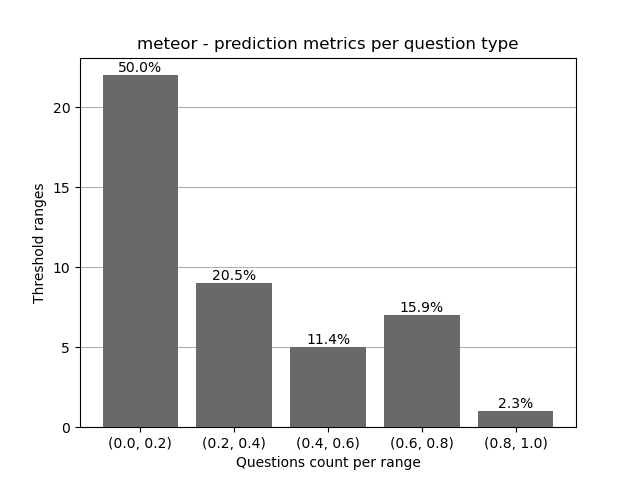 meteor - prediction metrics per question type
50.0%
20.5%
11.4%
15.9%
2.3%
20
15
10
5
0
Threshold ranges
(0.0, 0.2) (0.2, 0.4) (0.4, 0.6) (0.6, 0.8) (0.8, 1.0)
Questions count per range